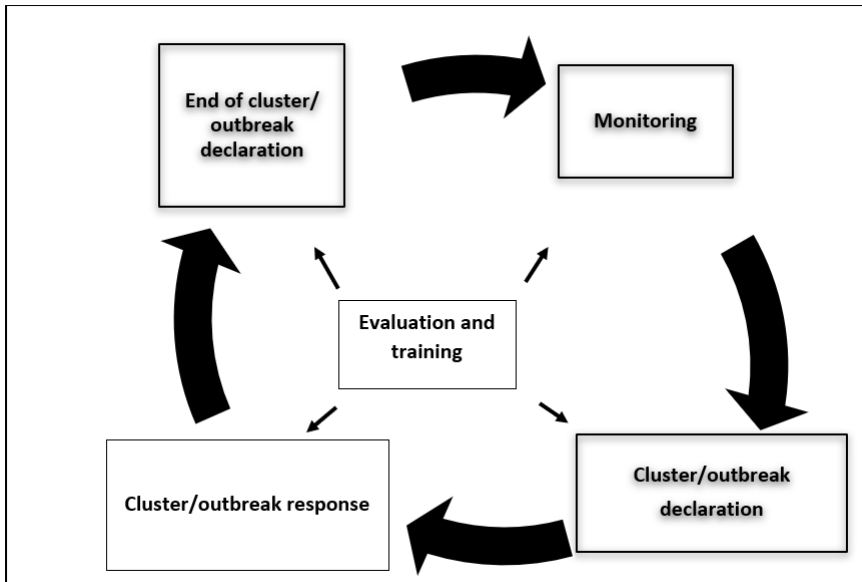 End of cluster/
outbreak
declaration
Monitoring
Evaluation and
training
Cluster/outbreak response
Cluster/outbreak
declaration